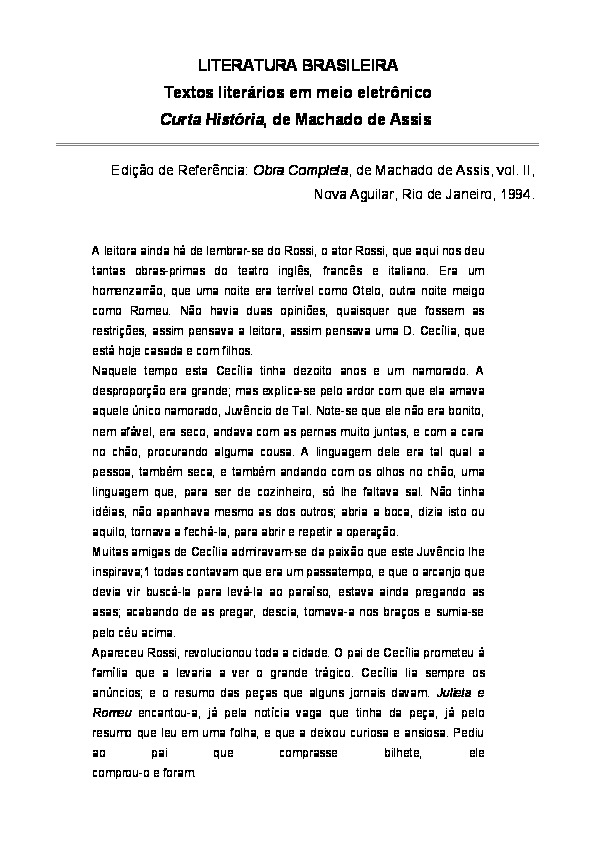 LITERATURA BRASILEIRA
Textos literários em meio eletrônico
Curta História, de Machado de Assis
Edição de Referência: Obra Completa, de Machado de Assis, vol. II,
Nova Aguilar, Rio de Janeiro, 1994.
A leitora ainda há de lembrar-se do Rossi, o ator Rossi, que aqui nos deu
tantas obras-primas do teatro inglês, francês e italiano. Era um
homenzarrão, que uma noite era terrível como Otelo, outra noite meigo
como Romeu. Não havia duas opiniões, quaisquer que fossem as
restrições, assim pensava a leitora, assim pensava uma D. Cecília, que
está hoje casada e com filhos.
Naquele tempo esta Cecília tinha dezoito anos e um namorado. A
desproporção era grande; mas explica-se pelo ardor com que ela amava
aquele único namorado, Juvêncio de Tal. Note-se que ele não era bonito,
nem afável, era seco, andava com as pernas muito juntas, e com a cara
no chão, procurando alguma cousa. A linguagem dele era tal qual a
pessoa, também seca, e também andando com os olhos no chão, uma
linguagem que, para ser de cozinheiro, só lhe faltava sal. Não tinha
idéias, não apanhava mesmo as dos outros; abria a boca, dizia isto ou
aquilo, tornava a fechá-la, para abrir e repetir a operação.
Muitas amigas de Cecília admiravam-se da paixão que este Juvêncio lhe
inspirava;1 todas contavam que era um passatempo, e que o arcanjo que
devia vir buscá-la para levá-la ao paraíso, estava ainda pregando as
asas; acabando de as pregar, descia, tomava-a nos braços e sumia-se
pelo céu acima.
Apareceu Rossi, revolucionou toda a cidade. O pai de Cecília prometeu à
família que a levaria a ver o grande trágico. Cecília lia sempre os
anúncios; e o resumo das peças que alguns jornais davam. Julieta e
Romeu encantou-a, já pela notícia vaga que tinha da peça, já pelo
resumo que leu em uma folha, e que a deixou curiosa e ansiosa. Pediu
ao pai que comprasse bilhete, ele
comprou-o e foram.